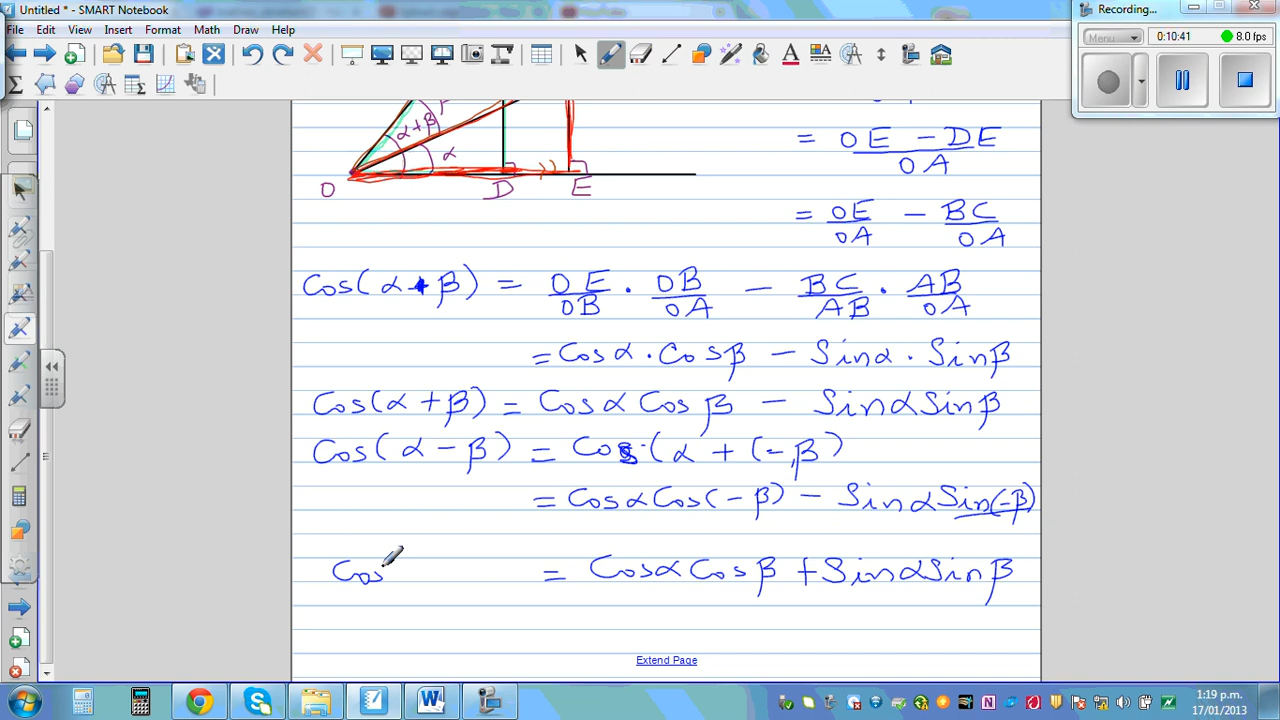 Untitled * - SMART Notebook
Recording...
File Edit View Insert Format Math Draw Help
Menu
0:10:41
8.0 fps
α+β
α
O D E
= OE - DE
OA
= OE - BC
OA OA
Cos(α+β) = OE . OB - BC . AB
OB OA AB OA
= Cosα . Cosβ - Sinα . Sinβ
Cos(α+β) = Cosα Cosβ - SinαSinβ
Cos(α-β) = Cos(α + (-β)
= CosαCos(-β) - SinαSin(-β)
Cos = CosαCosβ + SinαSinβ
Extend Page
1:19 p.m.
17/01/2013